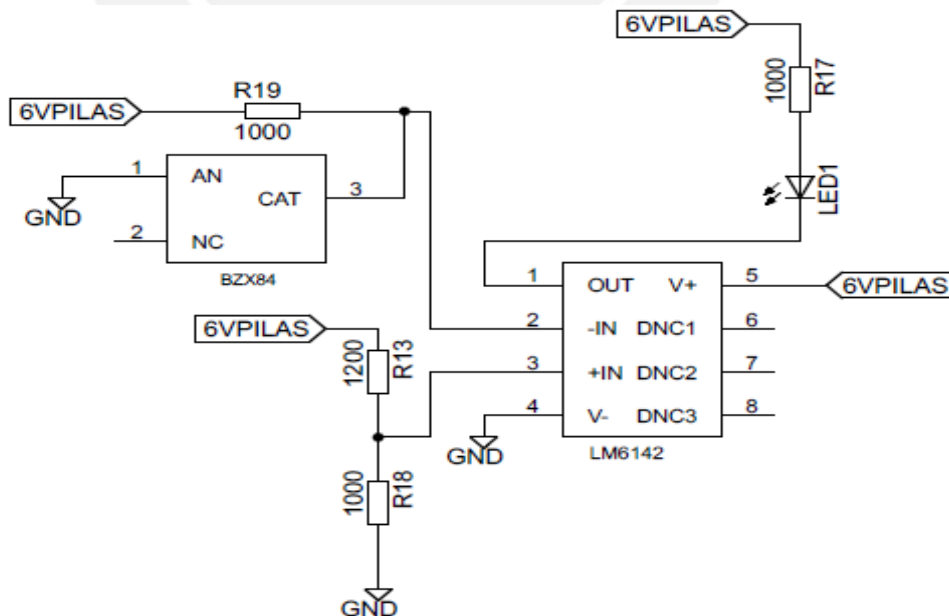 6VPILAS
1000
R17
LED1
6VPILAS
R19
1000
1
AN
CAT
3
2
NC
GND
BZX84
6VPILAS
1200
R13
1000
R18
GND
1
OUT
V+
5
6VPILAS
2
-IN
DNC1
6
3
+IN
DNC2
7
4
V-
DNC3
8
GND
LM6142